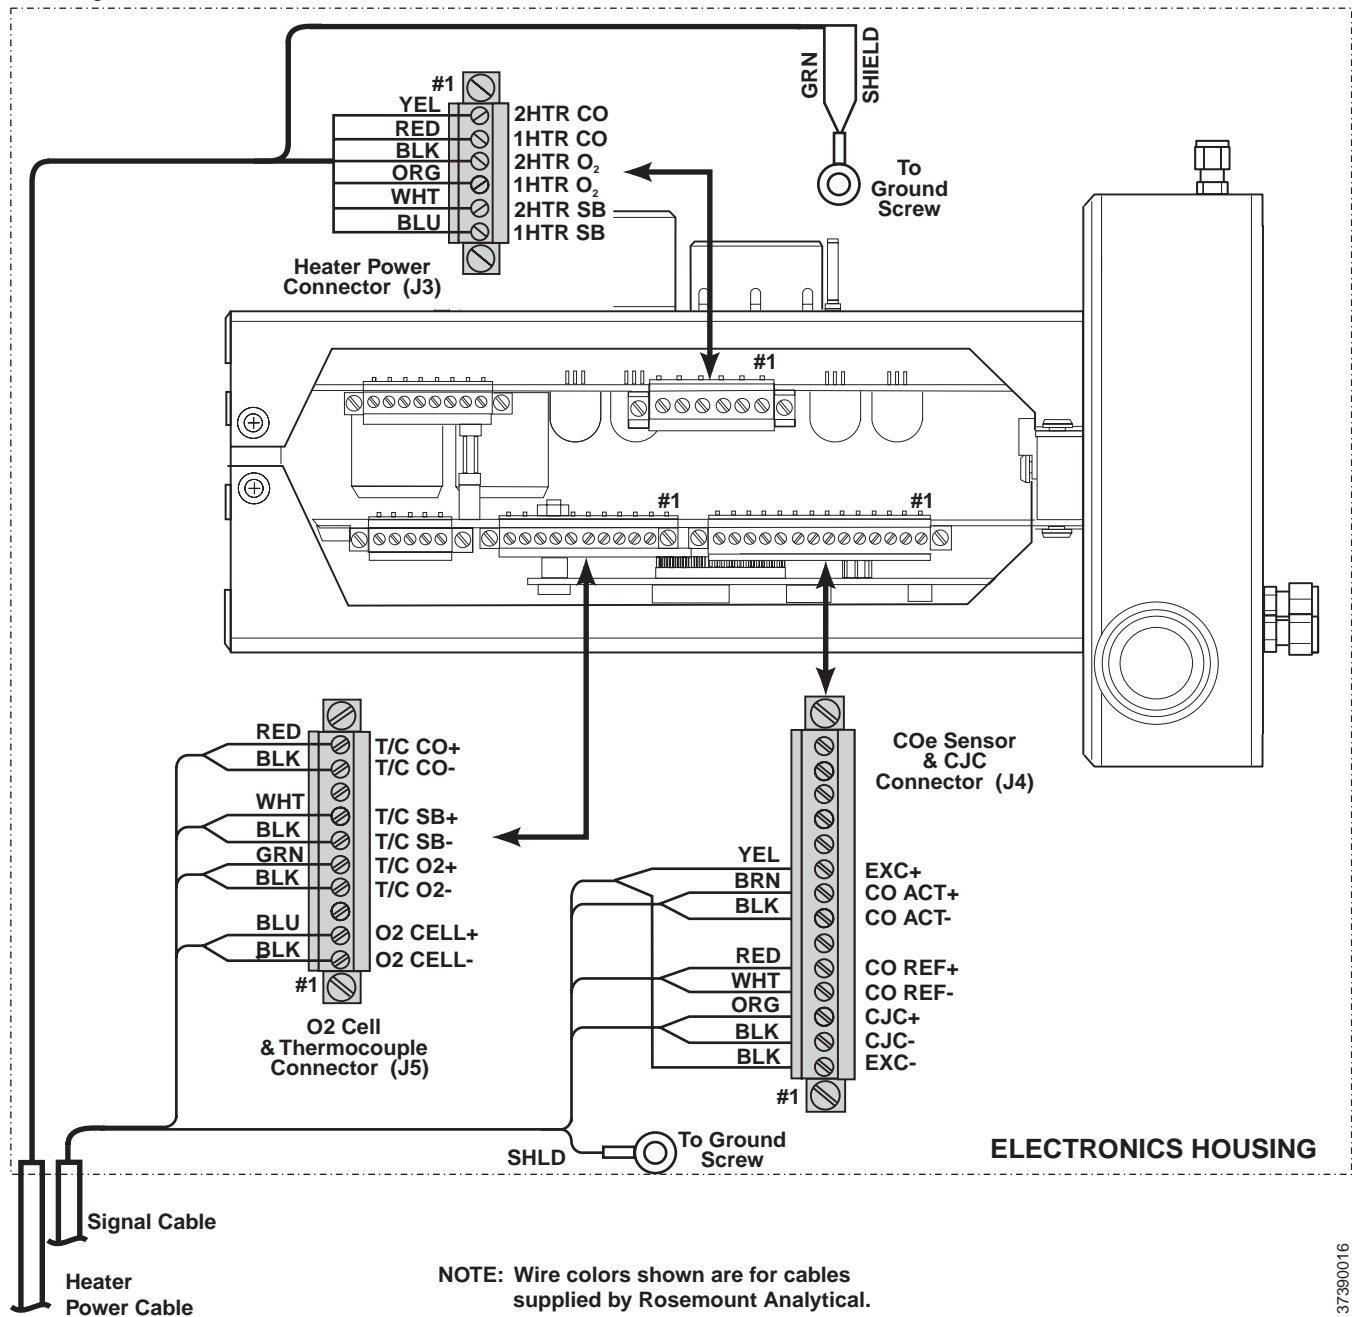 GRN
SHIELD
To
Ground
Screw
#1
YEL
RED
BLK
ORG
WHT
BLU
2HTR CO
1HTR CO
2HTR O2
1HTR O2
2HTR SB
1HTR SB
Heater Power
Connector (J3)
#1
#1
#1
RED
BLK
WHT
BLK
GRN
BLK
BLU
BLK
T/C CO+
T/C CO-
T/C SB+
T/C SB-
T/C O2+
T/C O2-
O2 CELL+
O2 CELL-
#1
O2 Cell
& Thermocouple
Connector (J5)
COe Sensor
& CJC
Connector (J4)
YEL
BRN
BLK
RED
WHT
ORG
BLK
BLK
EXC+
CO ACT+
CO ACT-
CO REF+
CO REF-
CJC+
CJC-
EXC-
#1
SHLD
To Ground
Screw
ELECTRONICS HOUSING
Signal Cable
Heater
Power Cable
NOTE: Wire colors shown are for cables
supplied by Rosemount Analytical.
37390016